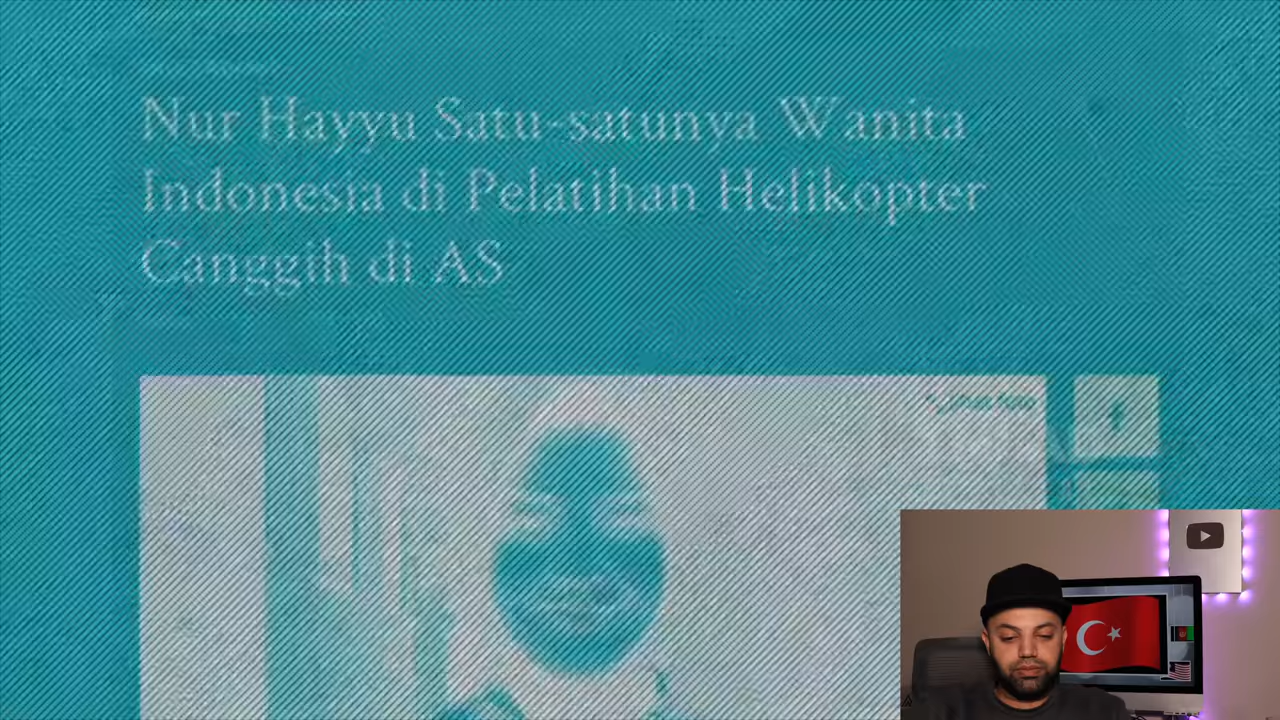 Nur Hayyu Satu-satunya Wanita
Indonesia di Pelatihan Helikopter
Canggih di AS